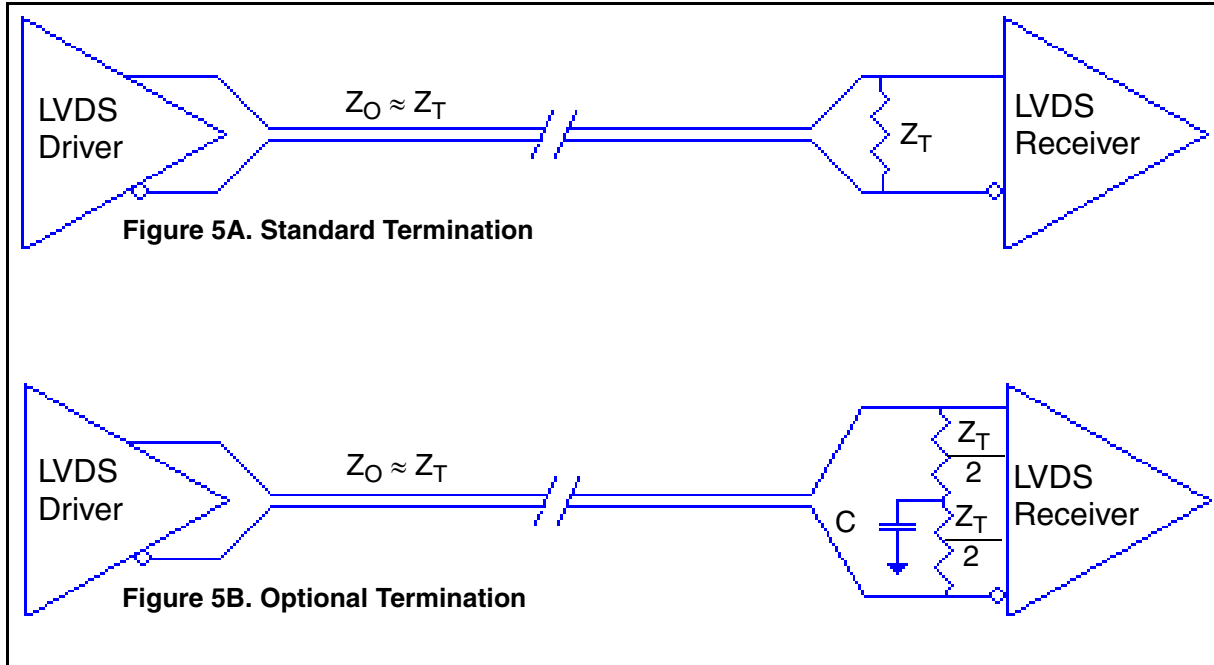 LVDS
Driver
Z_O ≈ Z_T
Z_T
LVDS
Receiver
Figure 5A. Standard Termination
LVDS
Driver
Z_O ≈ Z_T
C
Z_T
2
Z_T
2
LVDS
Receiver
Figure 5B. Optional Termination